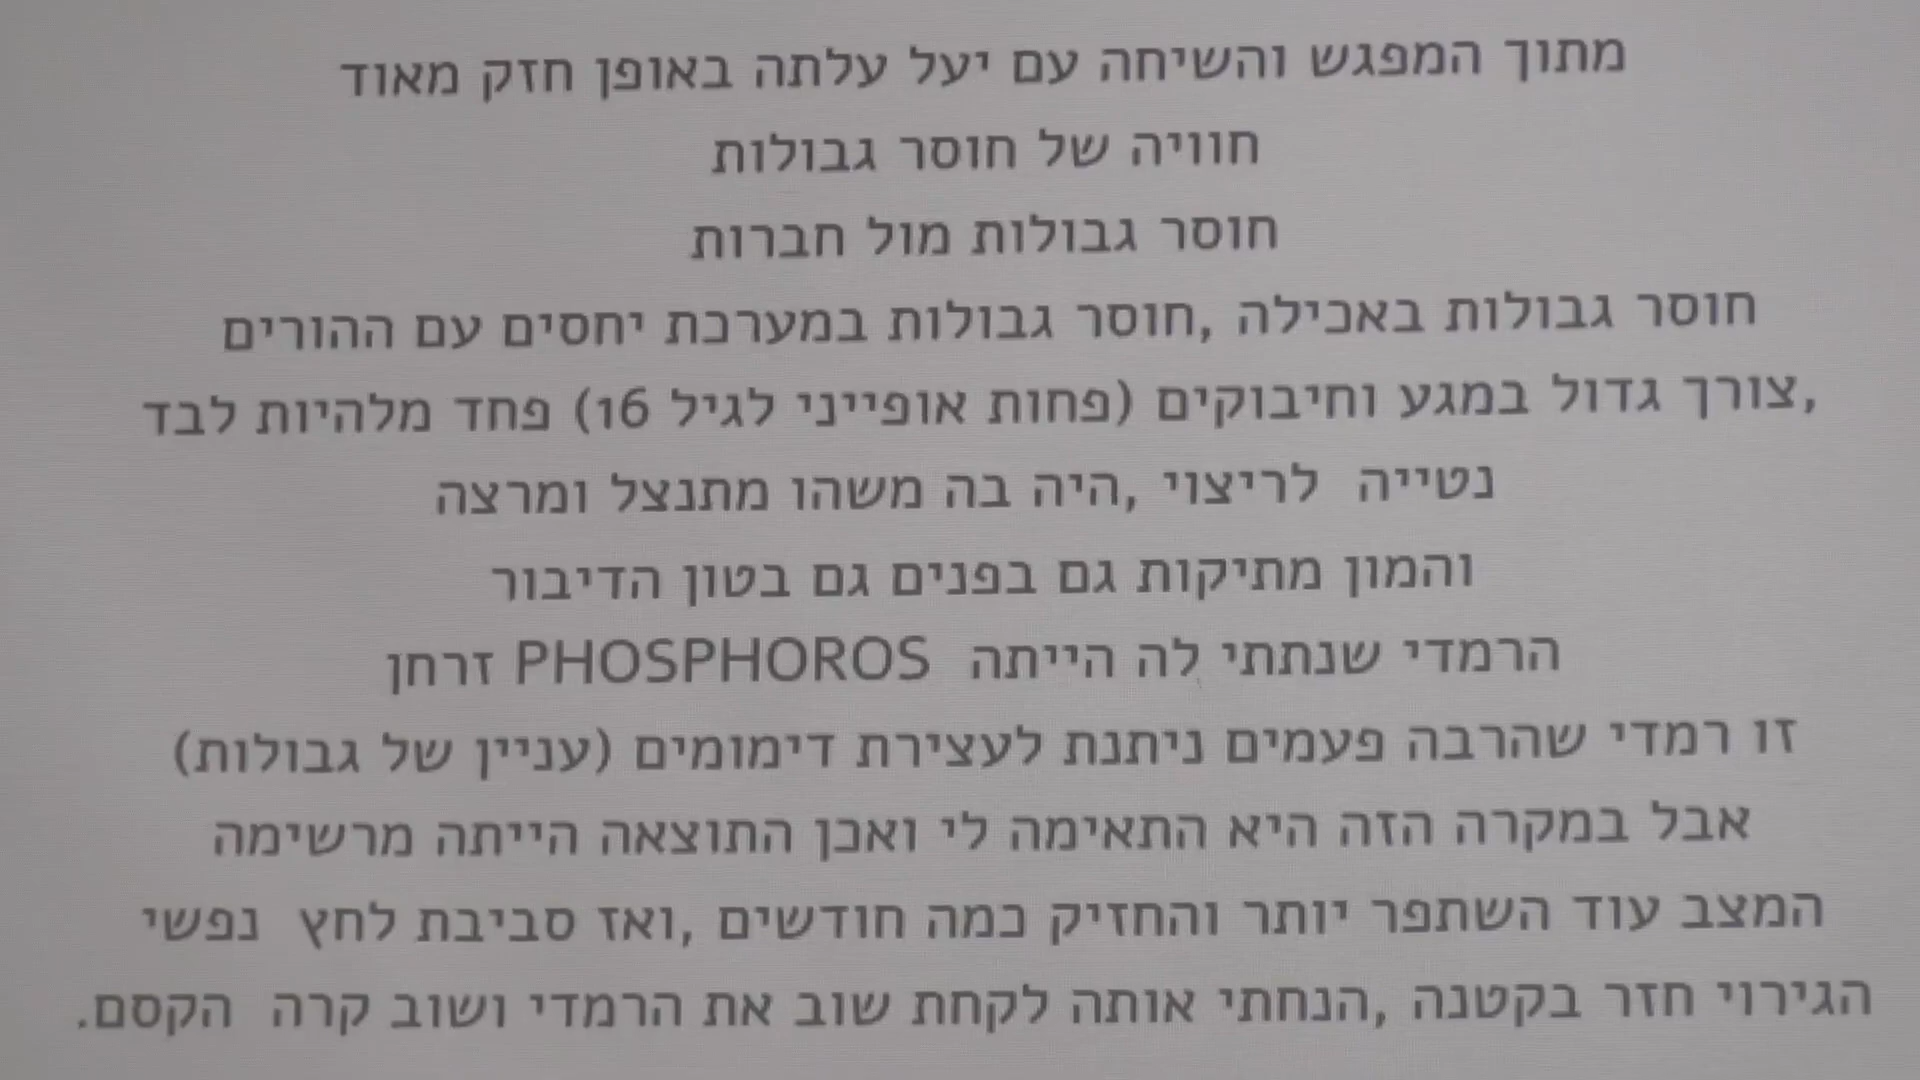 מתוך המפגש והשיחה עם יעל עלתה באופן חזק מאוד
חוויה של חוסר גבולות
חוסר גבולות מול חברות
חוסר גבולות באכילה ,חוסר גבולות במערכת יחסים עם ההורים
,צורך גדול במגע וחיבוקים (פחות אופייני לגיל 16) פחד מלהיות לבד
נטייה לריצוי ,היה בה משהו מתנצל ומרצה
והמון מתיקות גם בפנים גם בטון הדיבור
הרמדי שנתתי לה הייתה PHOSPHOROS זרחן
זו רמדי שהרבה פעמים ניתנת לעצירת דימומים (עניין של גבולות)
אבל במקרה הזה היא התאימה לי ואכן התוצאה הייתה מרשימה
המצב עוד השתפר יותר והחזיק כמה חודשים ,ואז סביבת לחץ נפשי
הגירוי חזר בקטנה ,הנחתי אותה לקחת שוב את הרמדי ושוב קרה הקסם.